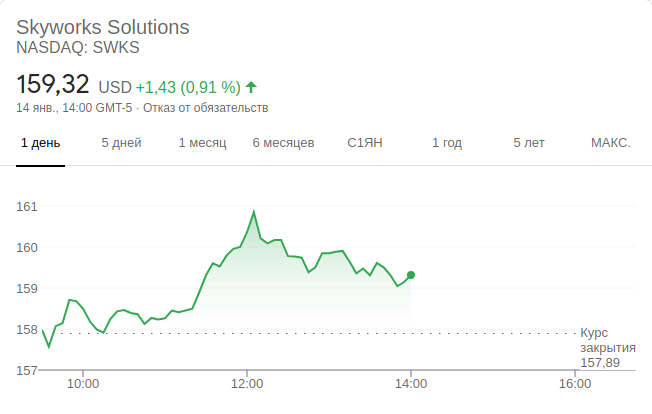 Skyworks Solutions
NASDAQ: SWKS
159,32 USD +1,43 (0,91 %)
14 янв., 14:00 GMT-5 · Отказ от обязательств
1 день 5 дней 1 месяц 6 месяцев С1ЯН 1 год 5 лет МАКС.
161
160
159
158
157
Курс
закрытия
157,89
10:00 12:00 14:00 16:00